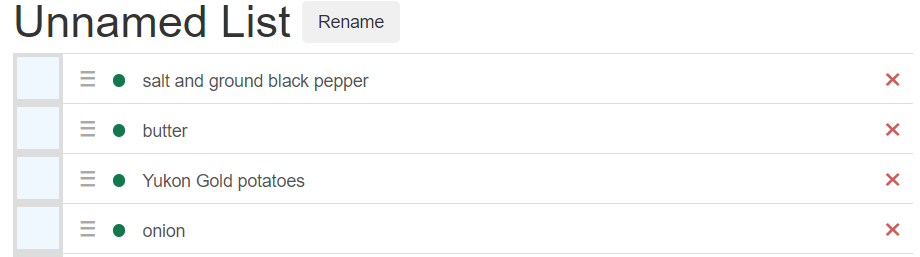 Unnamed List Rename
salt and ground black pepper
butter
Yukon Gold potatoes
onion